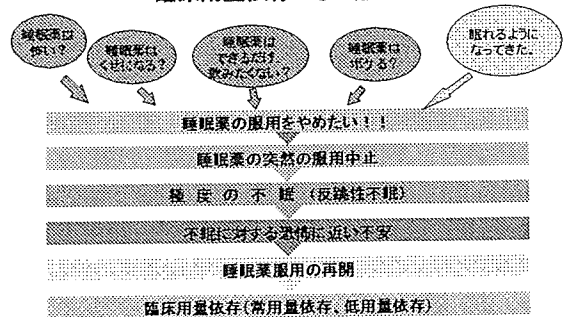 睡眠薬は
怖い?
睡眠薬は
くせになる?
睡眠薬は
できるだけ
飲みたくない?
睡眠薬は
ボケる?
眠れるように
なってきた。
睡眠薬の服用をやめたい!!
睡眠薬の突然の服用中止
極度の不眠(反跳性不眠)
不眠に対する恐怖に近い不安
睡眠薬服用の再開
臨床用量依存(常用量依存、低用量依存)